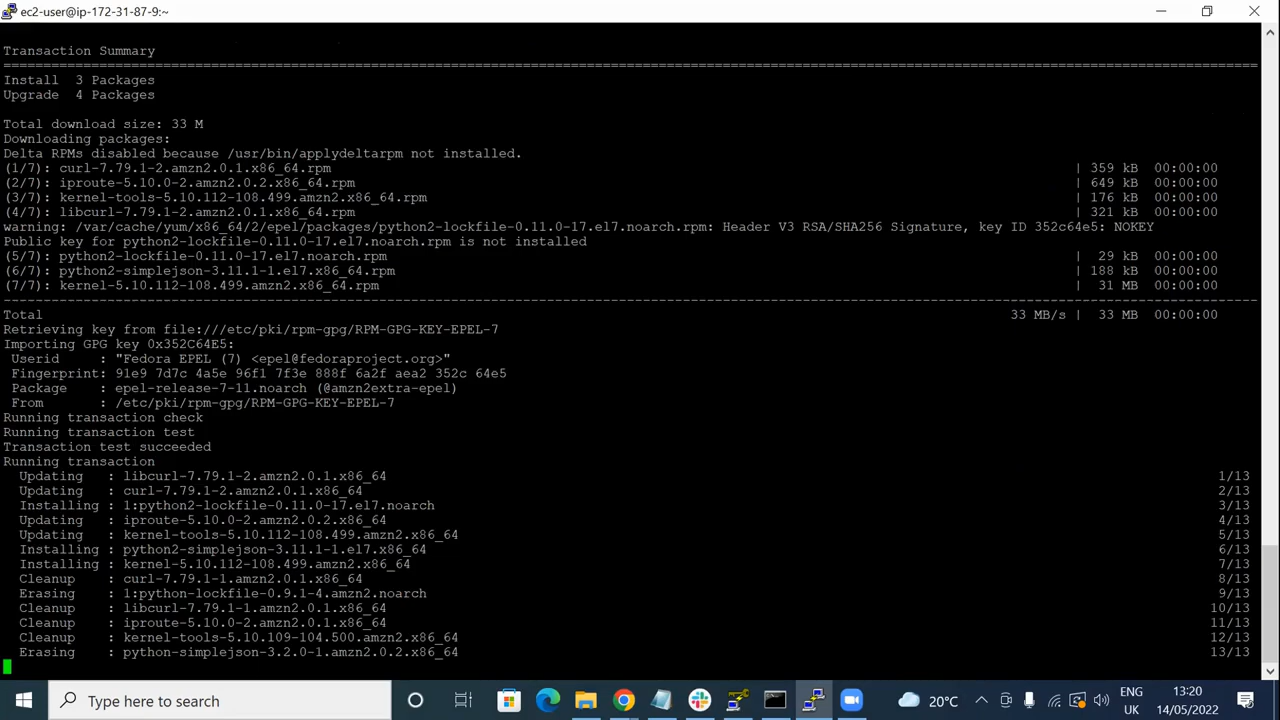 ec2-user@ip-172-31-87-9:~
Transaction Summary
================================================================================
Install  3 Packages
Upgrade  4 Packages
Total download size: 33 M
Downloading packages:
Delta RPMs disabled because /usr/bin/applydeltarpm not installed.
(1/7): curl-7.79.1-2.amzn2.0.1.x86_64.rpm | 359 kB 00:00:00
(2/7): iproute-5.10.0-2.amzn2.0.2.x86_64.rpm | 649 kB 00:00:00
(3/7): kernel-tools-5.10.112-108.499.amzn2.x86_64.rpm | 176 kB 00:00:00
(4/7): libcurl-7.79.1-2.amzn2.0.1.x86_64.rpm | 321 kB 00:00:00
warning: /var/cache/yum/x86_64/2/epel/packages/python2-lockfile-0.11.0-17.el7.noarch.rpm: Header V3 RSA/SHA256 Signature, key ID 352c64e5: NOKEY
Public key for python2-lockfile-0.11.0-17.el7.noarch.rpm is not installed
(5/7): python2-lockfile-0.11.0-17.el7.noarch.rpm | 29 kB 00:00:00
(6/7): python2-simplejson-3.11.1-1.el7.x86_64.rpm | 188 kB 00:00:00
(7/7): kernel-5.10.112-108.499.amzn2.x86_64.rpm | 31 MB 00:00:00
--------------------------------------------------------------------------------
Total 33 MB/s | 33 MB 00:00:00
Retrieving key from file:///etc/pki/rpm-gpg/RPM-GPG-KEY-EPEL-7
Importing GPG key 0x352C64E5:
Userid : "Fedora EPEL (7) <epel@fedoraproject.org>"
Fingerprint: 91e9 7d7c 4a5e 96f1 7f3e 888f 6a2f aea2 352c 64e5
Package : epel-release-7-11.noarch (@amzn2extra-epel)
From : /etc/pki/rpm-gpg/RPM-GPG-KEY-EPEL-7
Running transaction check
Running transaction test
Transaction test succeeded
Running transaction
Updating : libcurl-7.79.1-2.amzn2.0.1.x86_64 1/13
Updating : curl-7.79.1-2.amzn2.0.1.x86_64 2/13
Installing : 1:python2-lockfile-0.11.0-17.el7.noarch 3/13
Updating : iproute-5.10.0-2.amzn2.0.2.x86_64 4/13
Updating : kernel-tools-5.10.112-108.499.amzn2.x86_64 5/13
Installing : python2-simplejson-3.11.1-1.el7.x86_64 6/13
Installing : kernel-5.10.112-108.499.amzn2.x86_64 7/13
Cleanup : curl-7.79.1-1.amzn2.0.1.x86_64 8/13
Erasing : 1:python-lockfile-0.9.1-4.amzn2.noarch 9/13
Cleanup : libcurl-7.79.1-1.amzn2.0.1.x86_64 10/13
Cleanup : iproute-5.10.0-2.amzn2.x86_64 11/13
Cleanup : kernel-tools-5.10.109-104.500.amzn2.x86_64 12/13
Erasing : python-simplejson-3.2.0-1.amzn2.0.2.x86_64 13/13
Type here to search
20°C
ENG
UK
13:20
14/05/2022